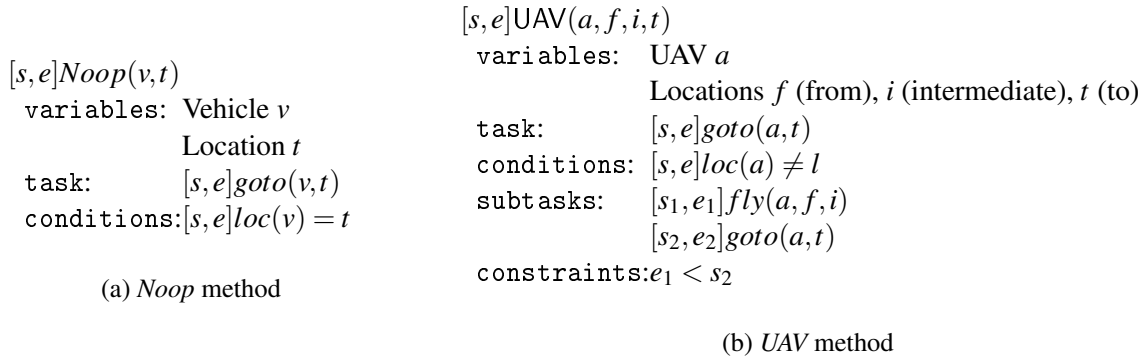 [s,e]Noop(v,t)
variables: Vehicle v
Location t
task: [s,e]goto(v,t)
conditions:[s,e]loc(v) = t
(a) Noop method
[s,e]UAV(a, f,i,t)
variables: UAV a
Locations f (from), i (intermediate), t (to)
task: [s,e]goto(a,t)
conditions: [s,e]loc(a) ≠ l
subtasks: [s₁,e₁]fly(a, f,i)
[s₂,e₂]goto(a,t)
constraints:e₁ < s₂
(b) UAV method